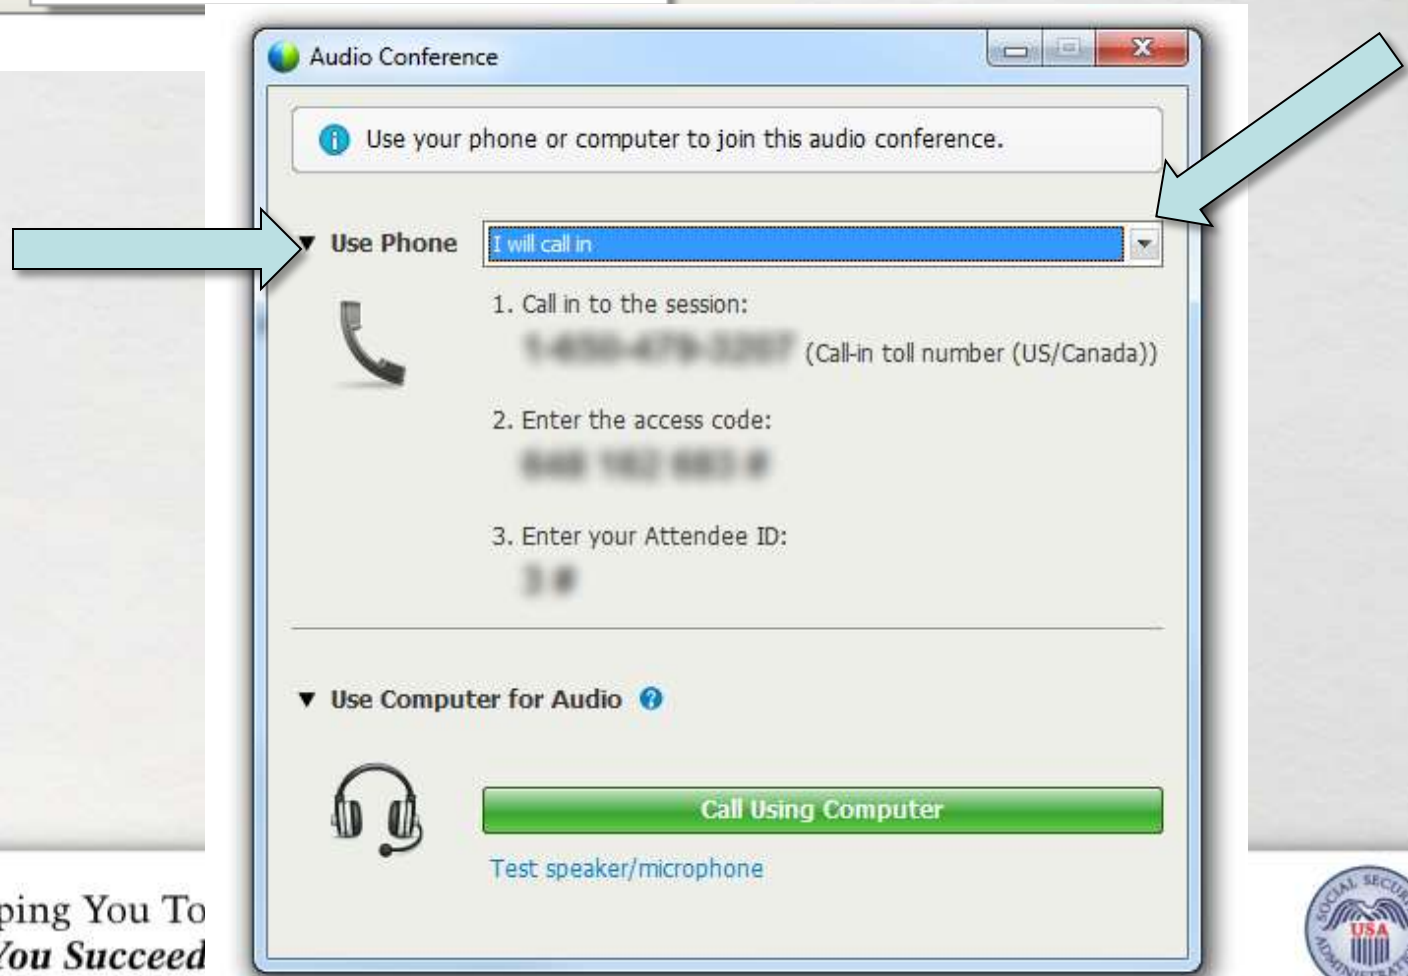 Audio Conference
Use your phone or computer to join this audio conference.
Use Phone
I will call in
1. Call in to the session:
(Call-in toll number (US/Canada))
2. Enter the access code:
3. Enter your Attendee ID:
Use Computer for Audio
Call Using Computer
Test speaker/microphone
ping You To
You Succeed
SOCIAL SECU
USA